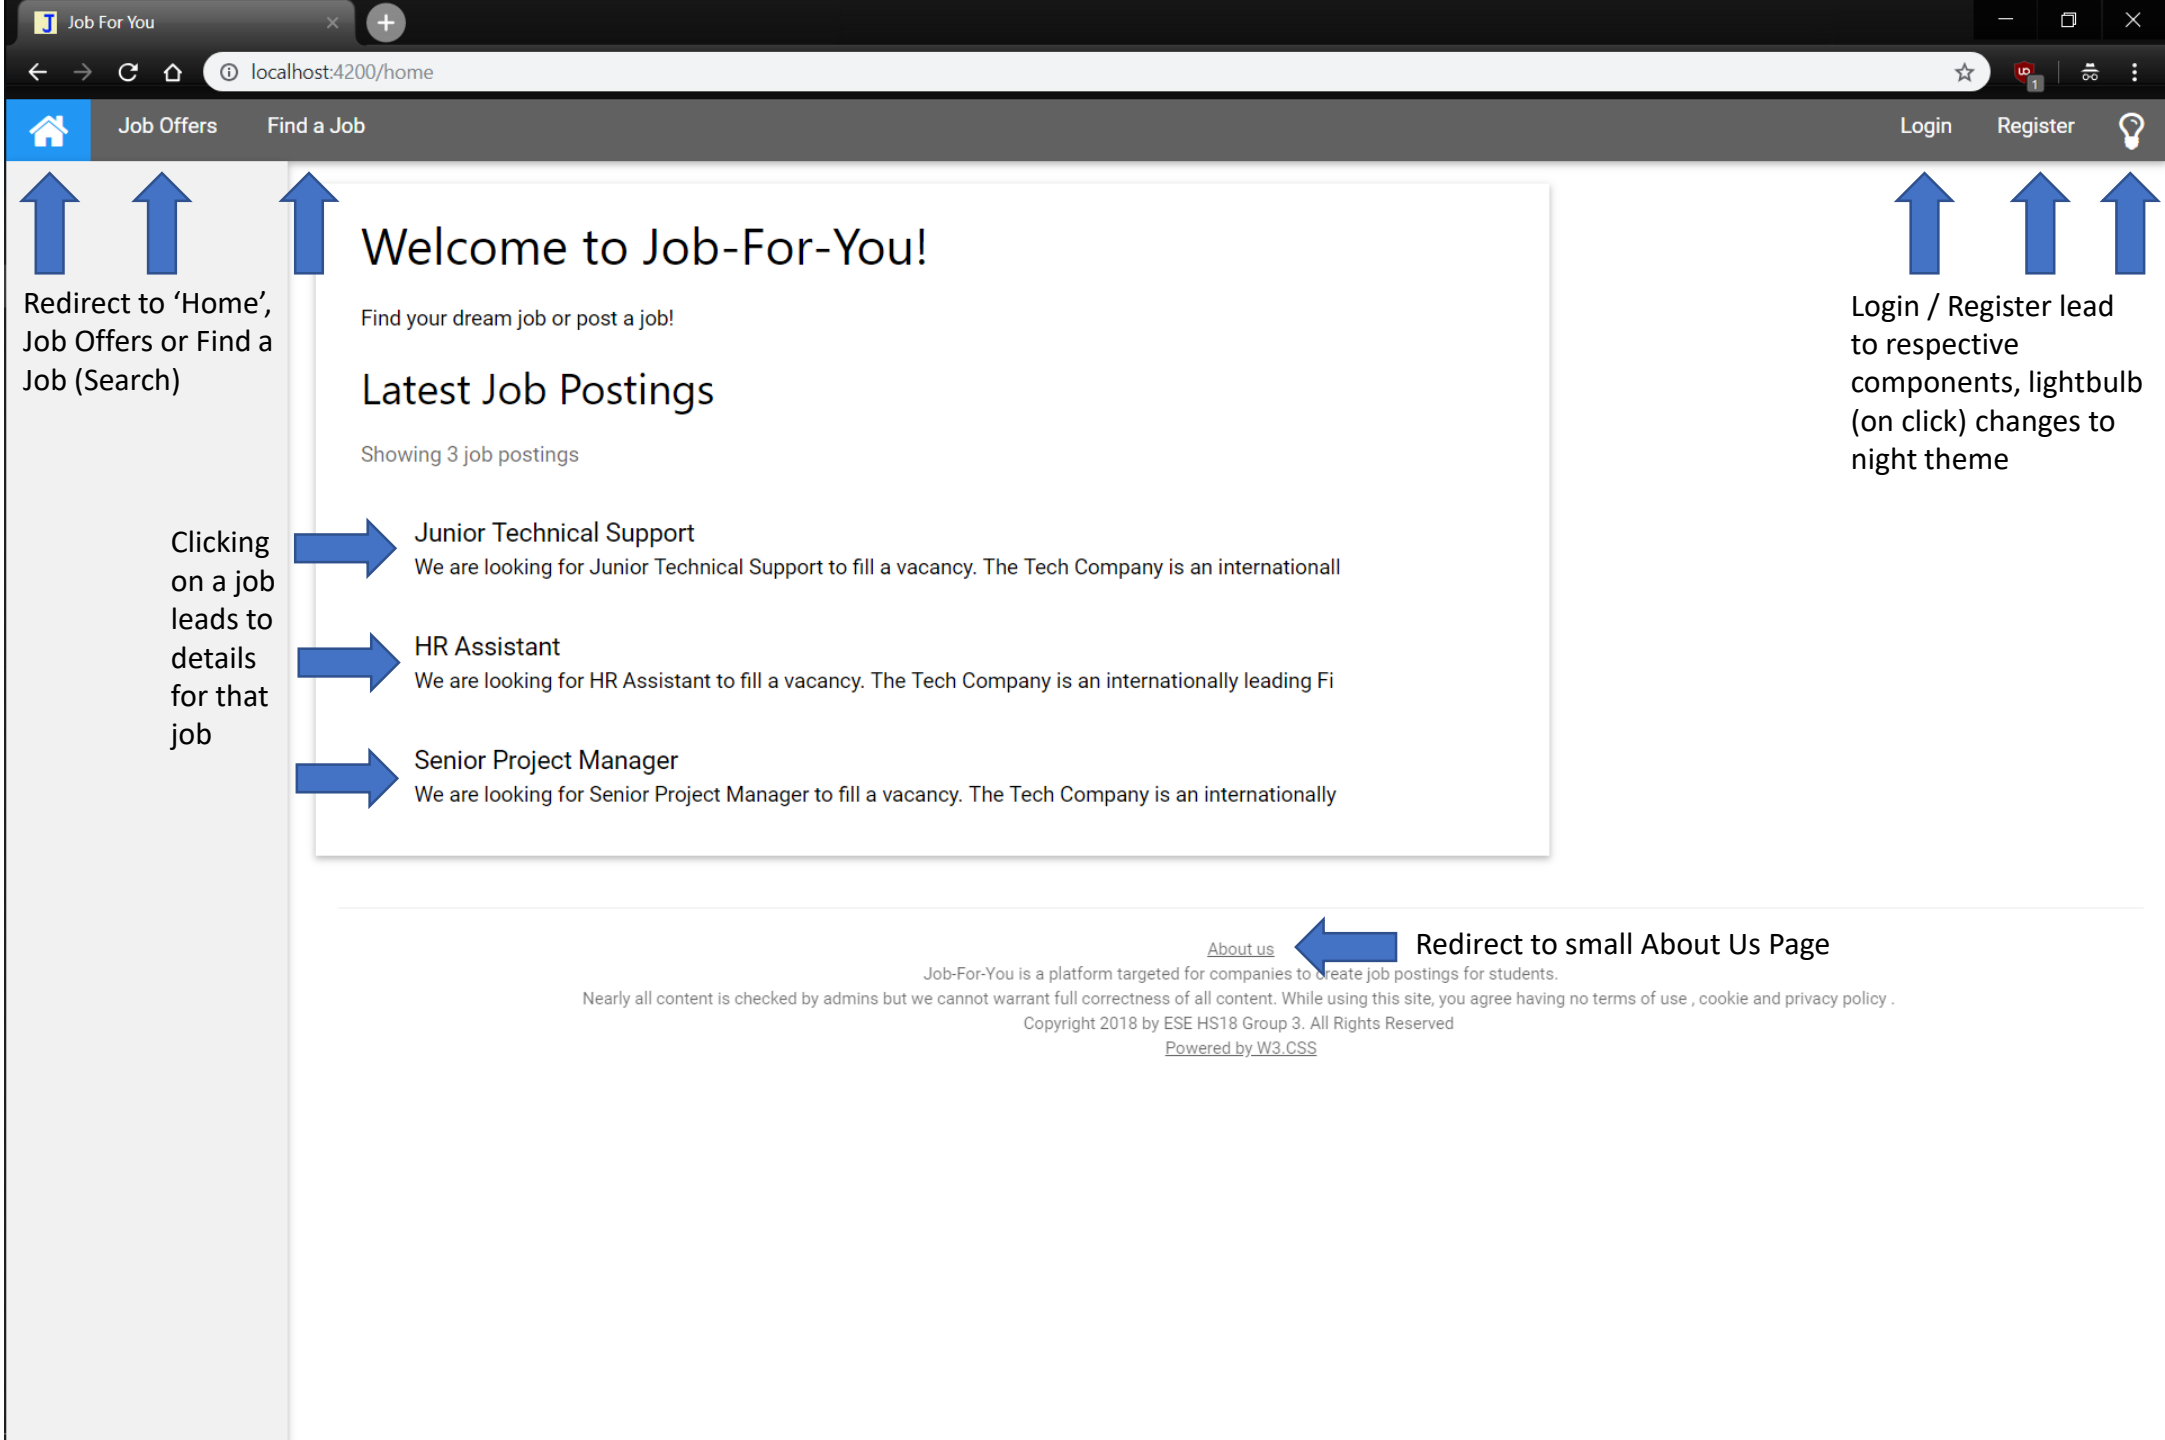 Job For You
localhost:4200/home
1
Job Offers
Find a Job
Login
Register
Redirect to ‘Home’,
Job Offers or Find a
Job (Search)
Welcome to Job-For-You!
Find your dream job or post a job!
Latest Job Postings
Showing 3 job postings
Login / Register lead
to respective
components, lightbulb
(on click) changes to
night theme
Clicking
on a job
leads to
details
for that
job
Junior Technical Support
We are looking for Junior Technical Support to fill a vacancy. The Tech Company is an internationall
HR Assistant
We are looking for HR Assistant to fill a vacancy. The Tech Company is an internationally leading Fi
Senior Project Manager
We are looking for Senior Project Manager to fill a vacancy. The Tech Company is an internationally
About us
Redirect to small About Us Page
Job-For-You is a platform targeted for companies to create job postings for students.
Nearly all content is checked by admins but we cannot warrant full correctness of all content. While using this site, you agree having no terms of use , cookie and privacy policy .
Copyright 2018 by ESE HS18 Group 3. All Rights Reserved
Powered by W3.CSS